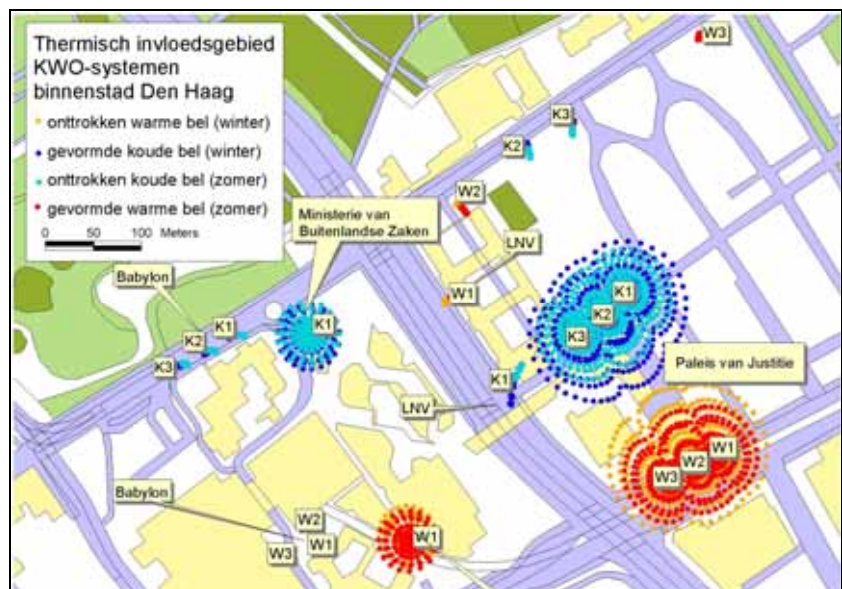 Thermisch invloedsgebied
KWO-systemen
binnenstad Den Haag
onttrokken warme bel (winter)
gevormde koude bel (winter)
onttrokken koude bel (zomer)
gevormde warme bel (zomer)
0 50 100 Meters
W3
K3
K2
W2
Ministerie van
Buitenlandse Zaken
LNV
Babylon
W1
K1
K2
K3
K1
K2
K3
K1
K1
Paleis van Justitie
LNV
W1
W2
W3
Babylon
W2
W1
W3
W1